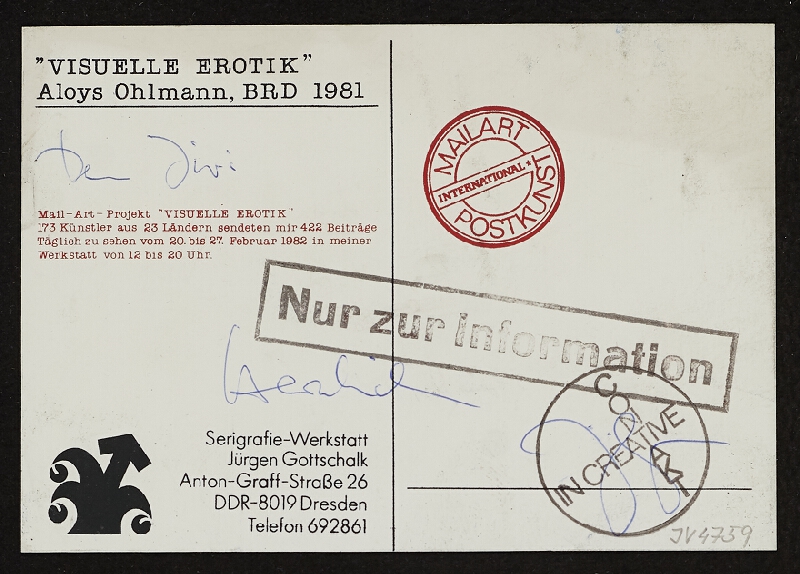 "VISUELLE EROTIK"
Aloys Ohlmann, BRD 1981
Mail-Art-Projekt "VISUELLE EROTIK"
173 Künstler aus 23 Ländern sendeten mir 422 Beiträge
Täglich zu sehen vom 20. bis 27. Februar 1982 in meiner
Werkstatt von 12 bis 20 Uhr.
Herzlich
Serigrafie-Werkstatt
Jürgen Gottschalk
Anton-Graff-Straße 26
DDR-8019 Dresden
Telefon 692861
MAILART
INTERNATIONAL
POSTKUNST
Nur zur Information
IN CREATIVE
JV4759